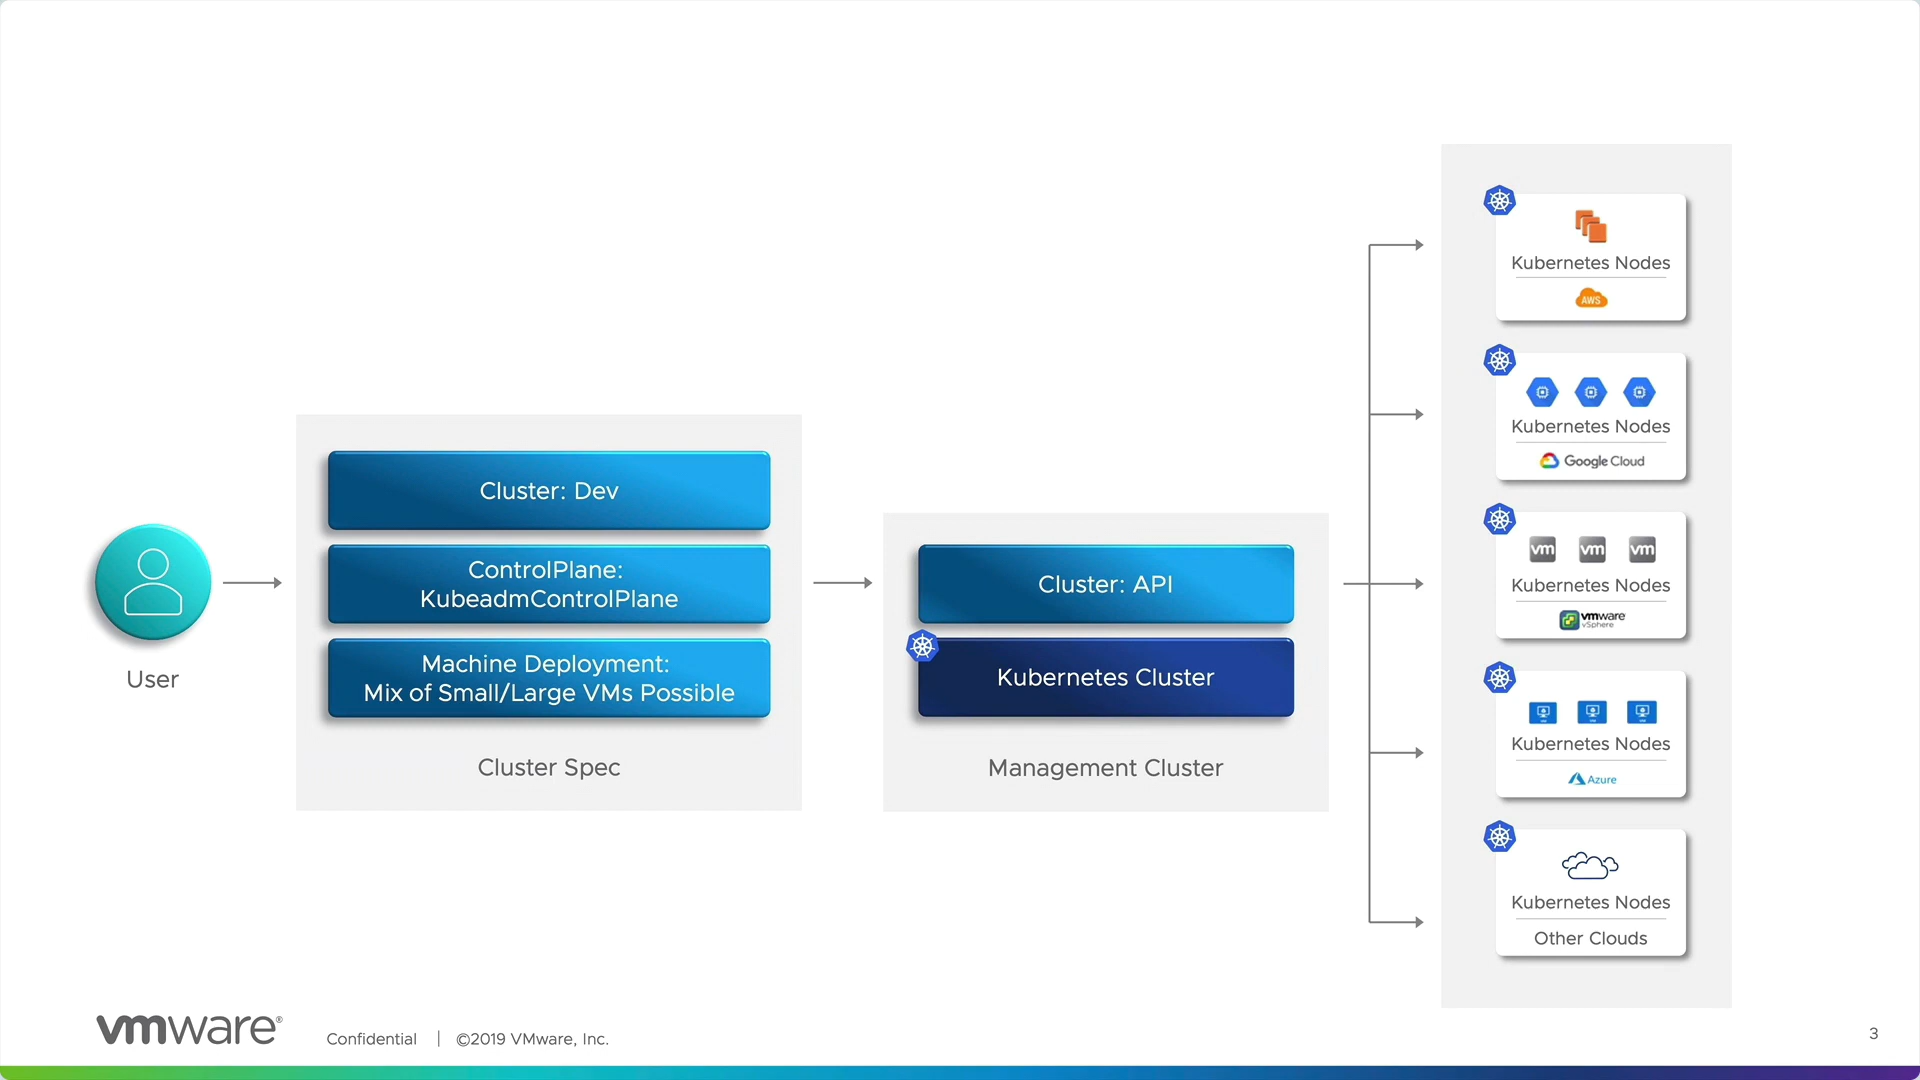 User
Cluster: Dev
ControlPlane:
KubeadmControlPlane
Machine Deployment:
Mix of Small/Large VMs Possible
Cluster Spec
Cluster: API
Kubernetes Cluster
Management Cluster
Kubernetes Nodes
AWS
Kubernetes Nodes
Google Cloud
vm vm vm
Kubernetes Nodes
vmware
vSphere
Kubernetes Nodes
Azure
Kubernetes Nodes
Other Clouds
vmware®
Confidential | ©2019 VMware, Inc.
3